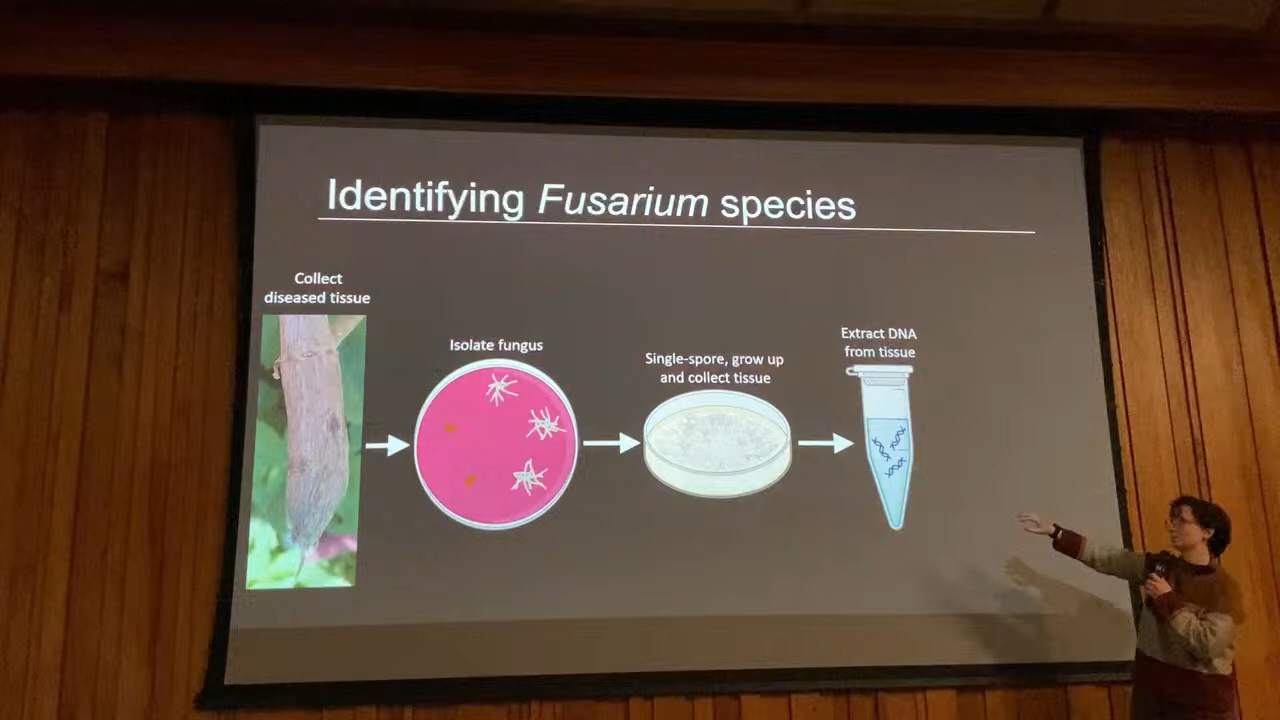 Identifying Fusarium species
Collect
diseased tissue
Isolate fungus
Single-spore, grow up
and collect tissue
Extract DNA
from tissue